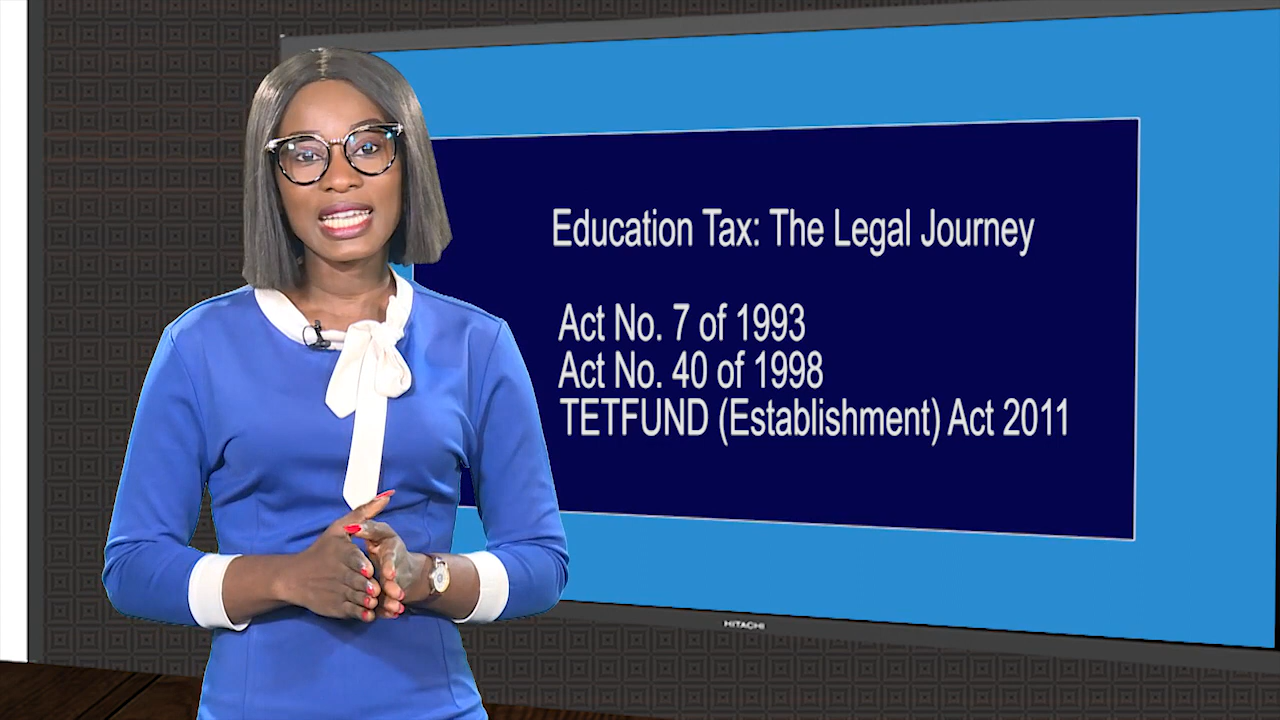 Education Tax: The Legal Journey
Act No. 7 of 1993
Act No. 40 of 1998
TETFUND (Establishment) Act 2011
HITACHI